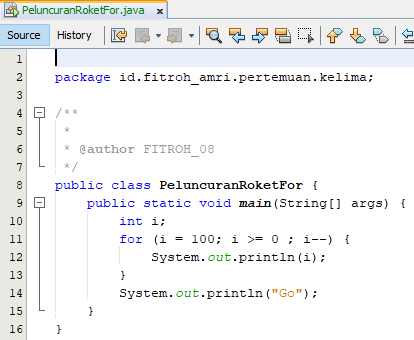 PeluncuranRoketFor.java x
Source History
1
2 package id.fitroh_amri.pertemuan.kelima;
3
4 /**
5 *
6 * @author FITROH_08
7 */
8 public class PeluncuranRoketFor {
9 public static void main(String[] args) {
10 int i;
11 for (i = 100; i >= 0 ; i--) {
12 System.out.println(i);
13 }
14 System.out.println("Go");
15 }
16 }